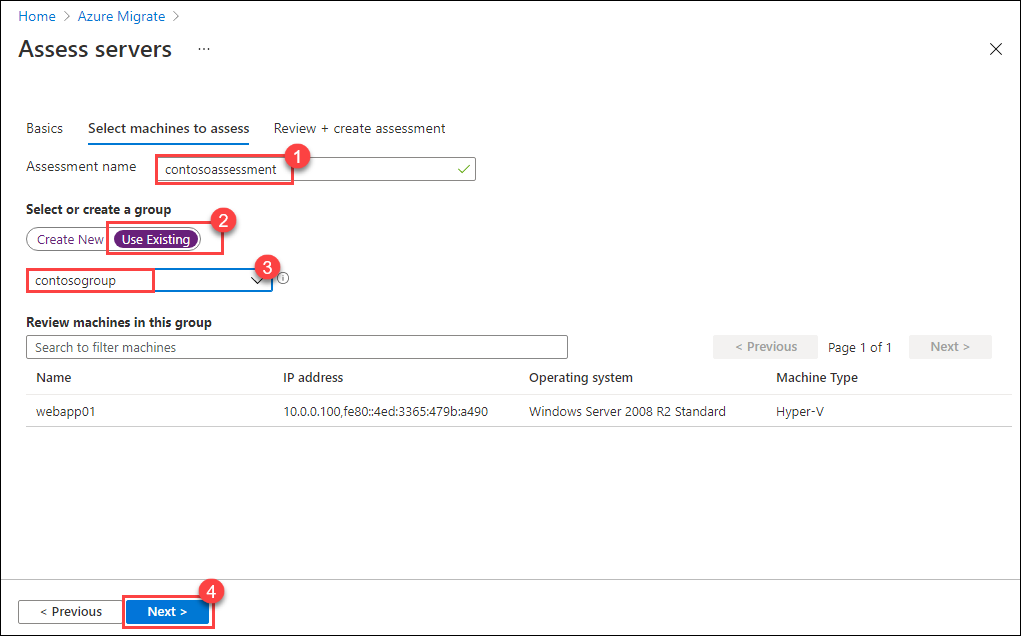 Home > Azure Migrate >
Assess servers ...
Basics Select machines to assess Review + create assessment
1
Assessment name contosoassessment
Select or create a group
2
Create New Use Existing
3
contosogroup
Review machines in this group
Search to filter machines < Previous Page 1 of 1 Next >
Name IP address Operating system Machine Type
webapp01 10.0.0.100,fe80::4ed:3365:479b:a490 Windows Server 2008 R2 Standard Hyper-V
4
< Previous Next >